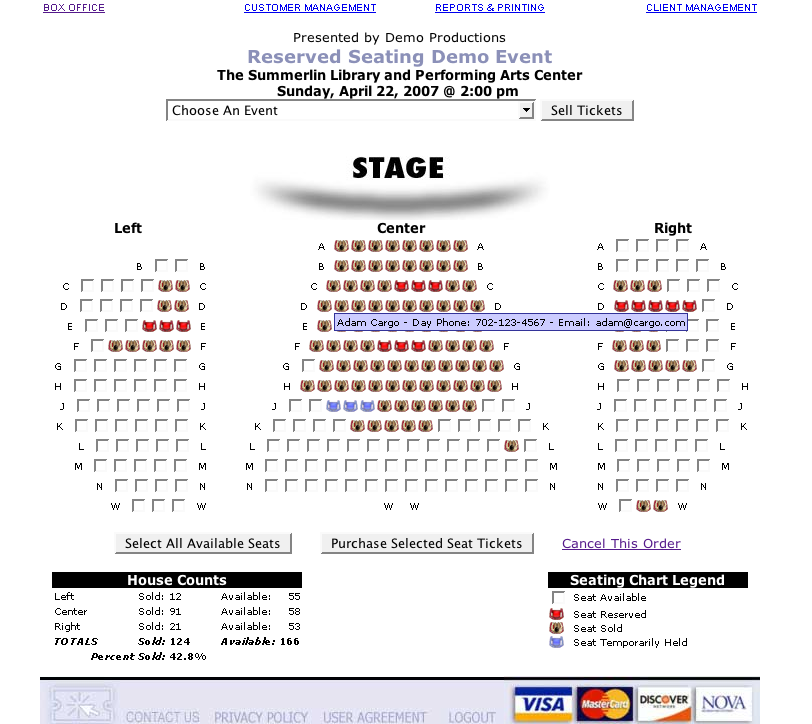 BOX OFFICE CUSTOMER MANAGEMENT REPORTS & PRINTING CLIENT MANAGEMENT
Presented by Demo Productions
Reserved Seating Demo Event
The Summerlin Library and Performing Arts Center
Sunday, April 22, 2007 @ 2:00 pm
Choose An Event Sell Tickets
STAGE
Left Center Right
A A A A
B B B B B B
C C C C C C
D D D D D D
E E E Adam Cargo - Day Phone: 702-123-4567 - Email: adam@cargo.com E
F F F F F F
G G G G G G
H H H H H H
J J J J J J
K K K K K K
L L L L L L
M M M M M M
N N N N N N
W W W W W W
Select All Available Seats Purchase Selected Seat Tickets Cancel This Order
House Counts Seating Chart Legend
Left Sold: 12 Available: 55 Seat Available
Center Sold: 91 Available: 58 Seat Reserved
Right Sold: 21 Available: 53 Seat Sold
TOTALS Sold: 124 Available: 166 Seat Temporarily Held
Percent Sold: 42.8%
CONTACT US PRIVACY POLICY USER AGREEMENT LOGOUT VISA MasterCard DISCOVER NETWORK NOVA